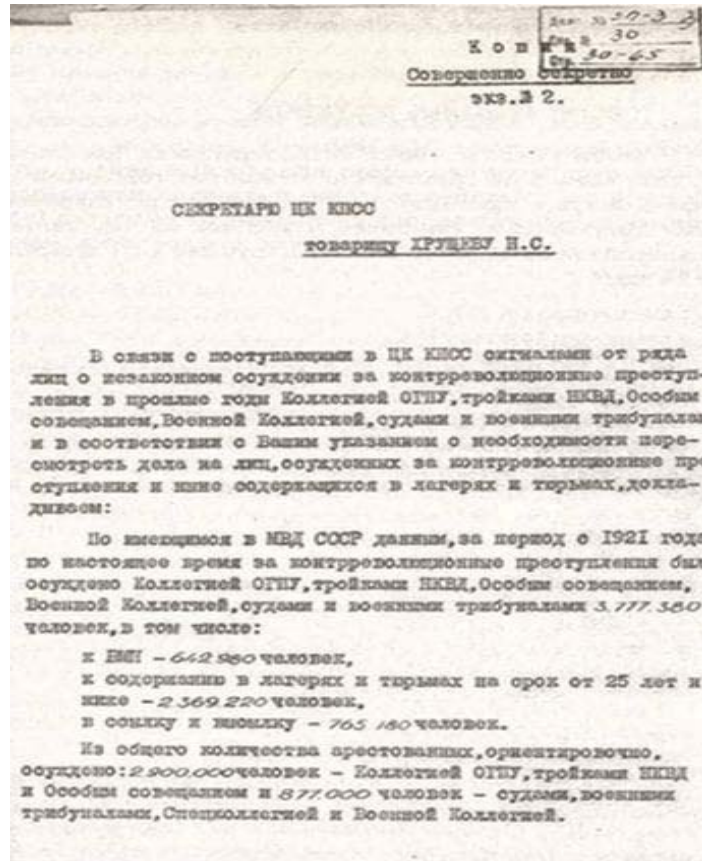 30
К о п и я
30-65
Совершенно секретно
экз.№ 2.
СЕКРЕТАРЮ ЦК КПСС
товарищу ХРУЩЕВУ Н.С.
В связи с поступающими в ЦК КПСС сигналами от ряда
лиц о незаконном осуждении за контрреволюционные преступ-
ления в прошлые годы Коллегией ОГПУ,тройками НКВД,Особым
совещанием,Военной Коллегией,судами и военными трибуналам
и в соответствии с Вашим указанием о необходимости пере-
смотреть дела на лиц,осужденных за контрреволюционные пре
ступления и ныне содержащихся в лагерях и тюрьмах,докла-
дываем:
По имеющимся в МВД СССР данным,за период с 1921 года
по настоящее время за контрреволюционные преступления был
осуждено Коллегией ОГПУ,тройками НКВД,Особым совещанием,
Военной Коллегией,судами и военными трибуналами 3.777.380
человек,в том числе:
к ВМН - 642.980 человек,
к содержанию в лагерях и тюрьмах на срок от 25 лет и
ниже - 2.369.220 человек,
в ссылку и высылку - 765.180 человек.
Из общего количества арестованных,ориентировочно,
осуждено: 2.900.000 человек - Коллегией ОГПУ,тройками НКВД
и Особым совещанием и 877.000 человек - судами,военными
трибуналами,Спецколлегией и Военной Коллегией.